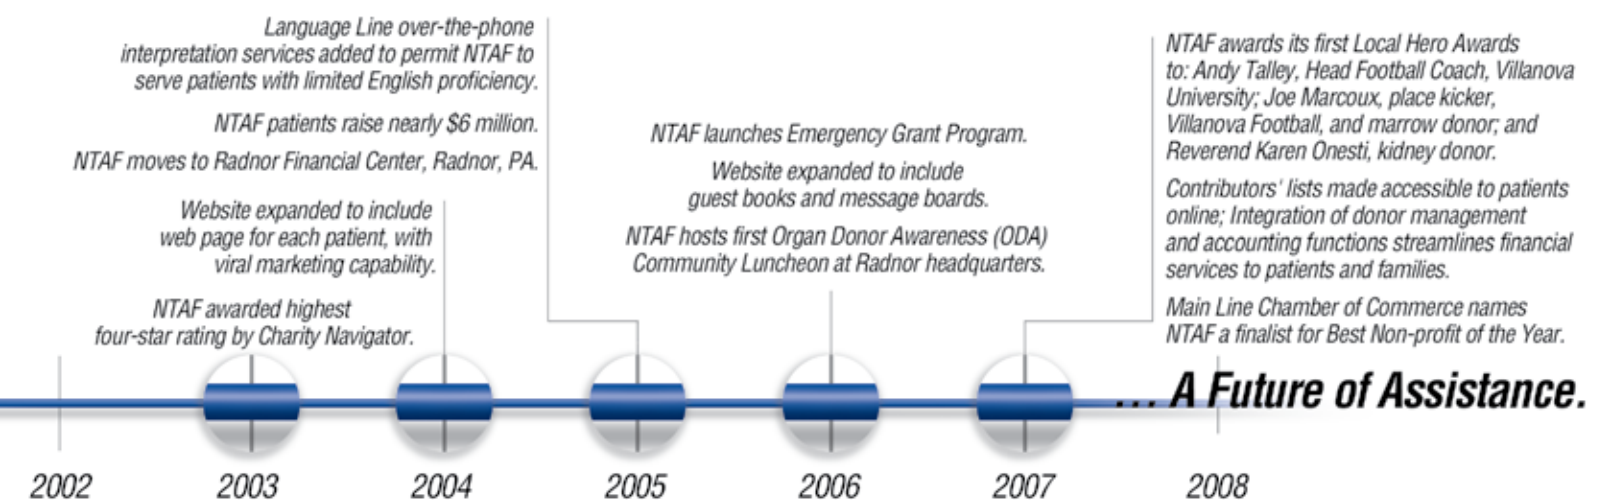 Language Line over-the-phone
interpretation services added to permit NTAF to
serve patients with limited English proficiency.
NTAF patients raise nearly $6 million.
NTAF moves to Radnor Financial Center, Radnor, PA.
Website expanded to include
web page for each patient, with
viral marketing capability.
NTAF awarded highest
four-star rating by Charity Navigator.
NTAF launches Emergency Grant Program.
Website expanded to include
guest books and message boards.
NTAF hosts first Organ Donor Awareness (ODA)
Community Luncheon at Radnor headquarters.
NTAF awards its first Local Hero Awards
to: Andy Talley, Head Football Coach, Villanova
University; Joe Marcoux, place kicker,
Villanova Football, and marrow donor; and
Reverend Karen Onesti, kidney donor.
Contributors' lists made accessible to patients
online; Integration of donor management
and accounting functions streamlines financial
services to patients and families.
Main Line Chamber of Commerce names
NTAF a finalist for Best Non-profit of the Year.
... A Future of Assistance.
2002 2003 2004 2005 2006 2007 2008